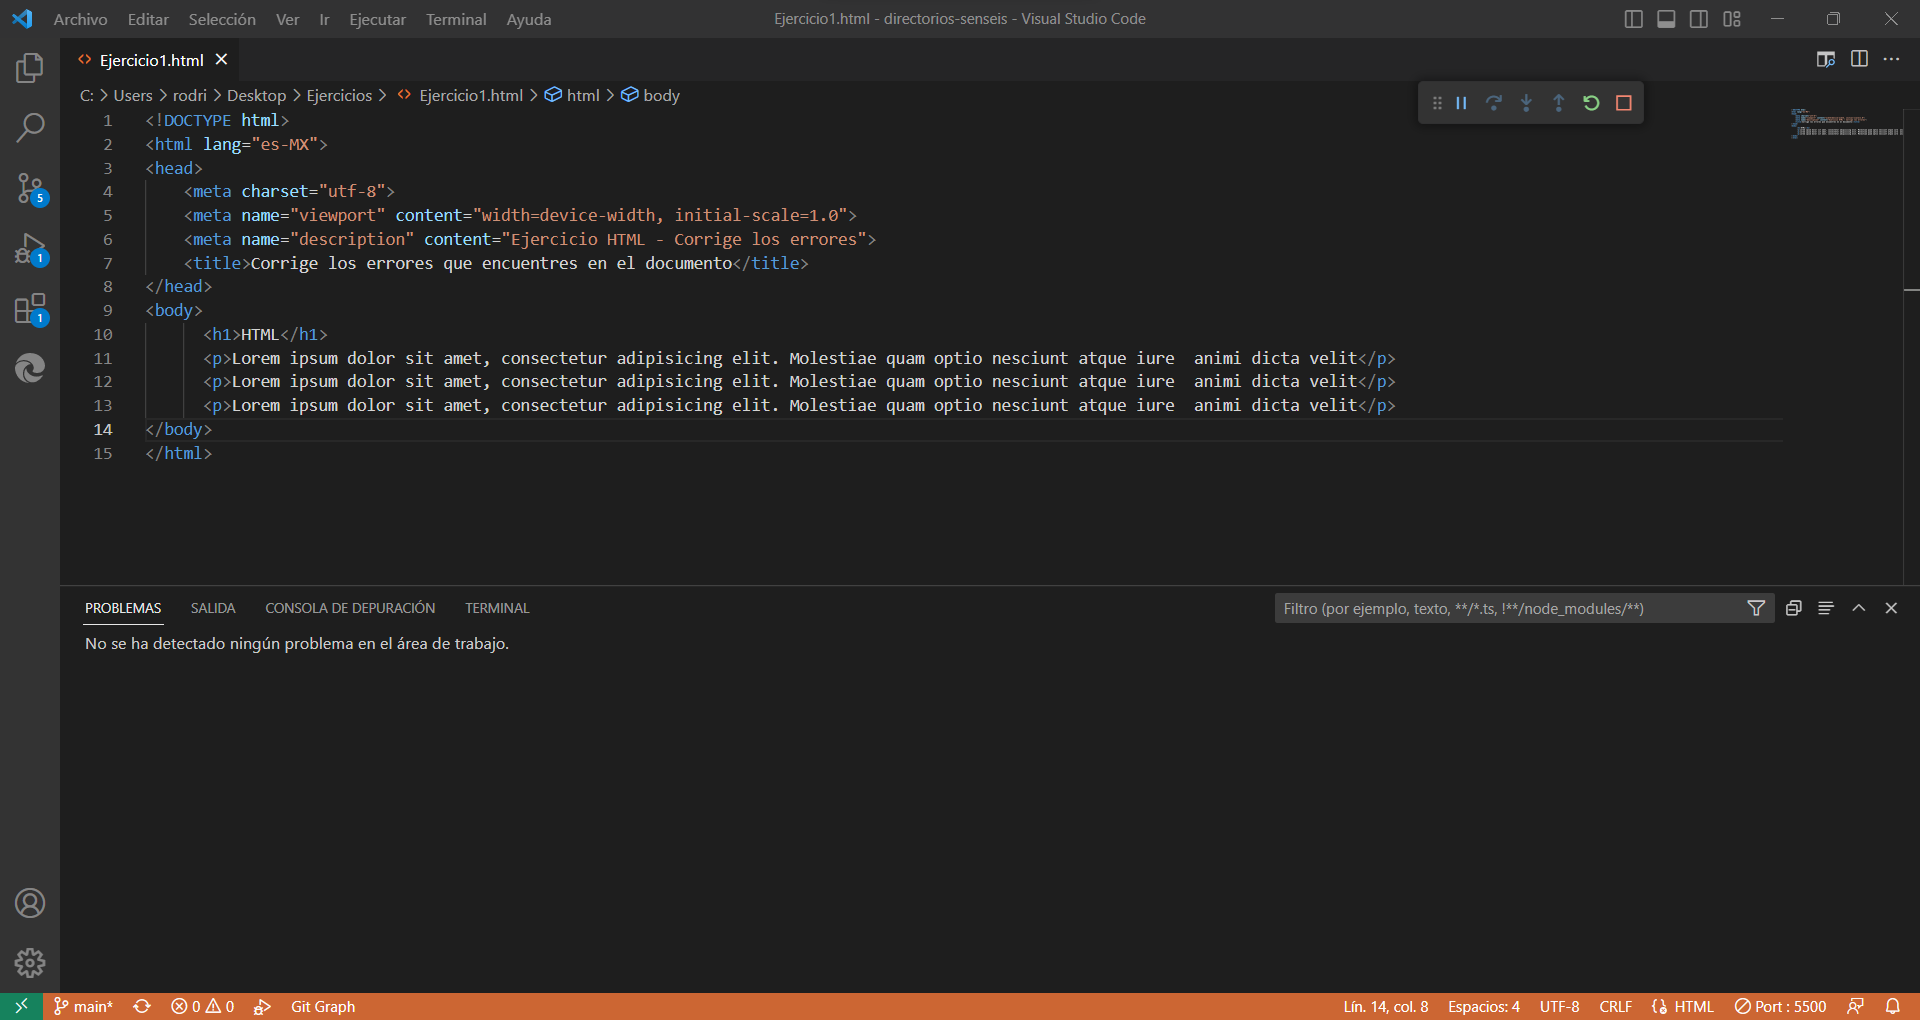 Archivo Editar Selección Ver Ir Ejecutar Terminal Ayuda Ejercicio1.html - directorios-senseis - Visual Studio Code
Ejercicio1.html
C: > Users > rodri > Desktop > Ejercicios > Ejercicio1.html > html > body
1 <!DOCTYPE html>
2 <html lang="es-MX">
3 <head>
4 <meta charset="utf-8">
5 <meta name="viewport" content="width=device-width, initial-scale=1.0">
6 <meta name="description" content="Ejercicio HTML - Corrige los errores">
7 <title>Corrige los errores que encuentres en el documento</title>
8 </head>
9 <body>
10 <h1>HTML</h1>
11 <p>Lorem ipsum dolor sit amet, consectetur adipisicing elit. Molestiae quam optio nesciunt atque iure  animi dicta velit</p>
12 <p>Lorem ipsum dolor sit amet, consectetur adipisicing elit. Molestiae quam optio nesciunt atque iure  animi dicta velit</p>
13 <p>Lorem ipsum dolor sit amet, consectetur adipisicing elit. Molestiae quam optio nesciunt atque iure  animi dicta velit</p>
14 </body>
15 </html>
5
1
1
PROBLEMAS SALIDA CONSOLA DE DEPURACIÓN TERMINAL Filtro (por ejemplo, texto, **/*.ts, !**/node_modules/**)
No se ha detectado ningún problema en el área de trabajo.
main* 0 0 Git Graph Lín. 14, col. 8 Espacios: 4 UTF-8 CRLF HTML Port : 5500